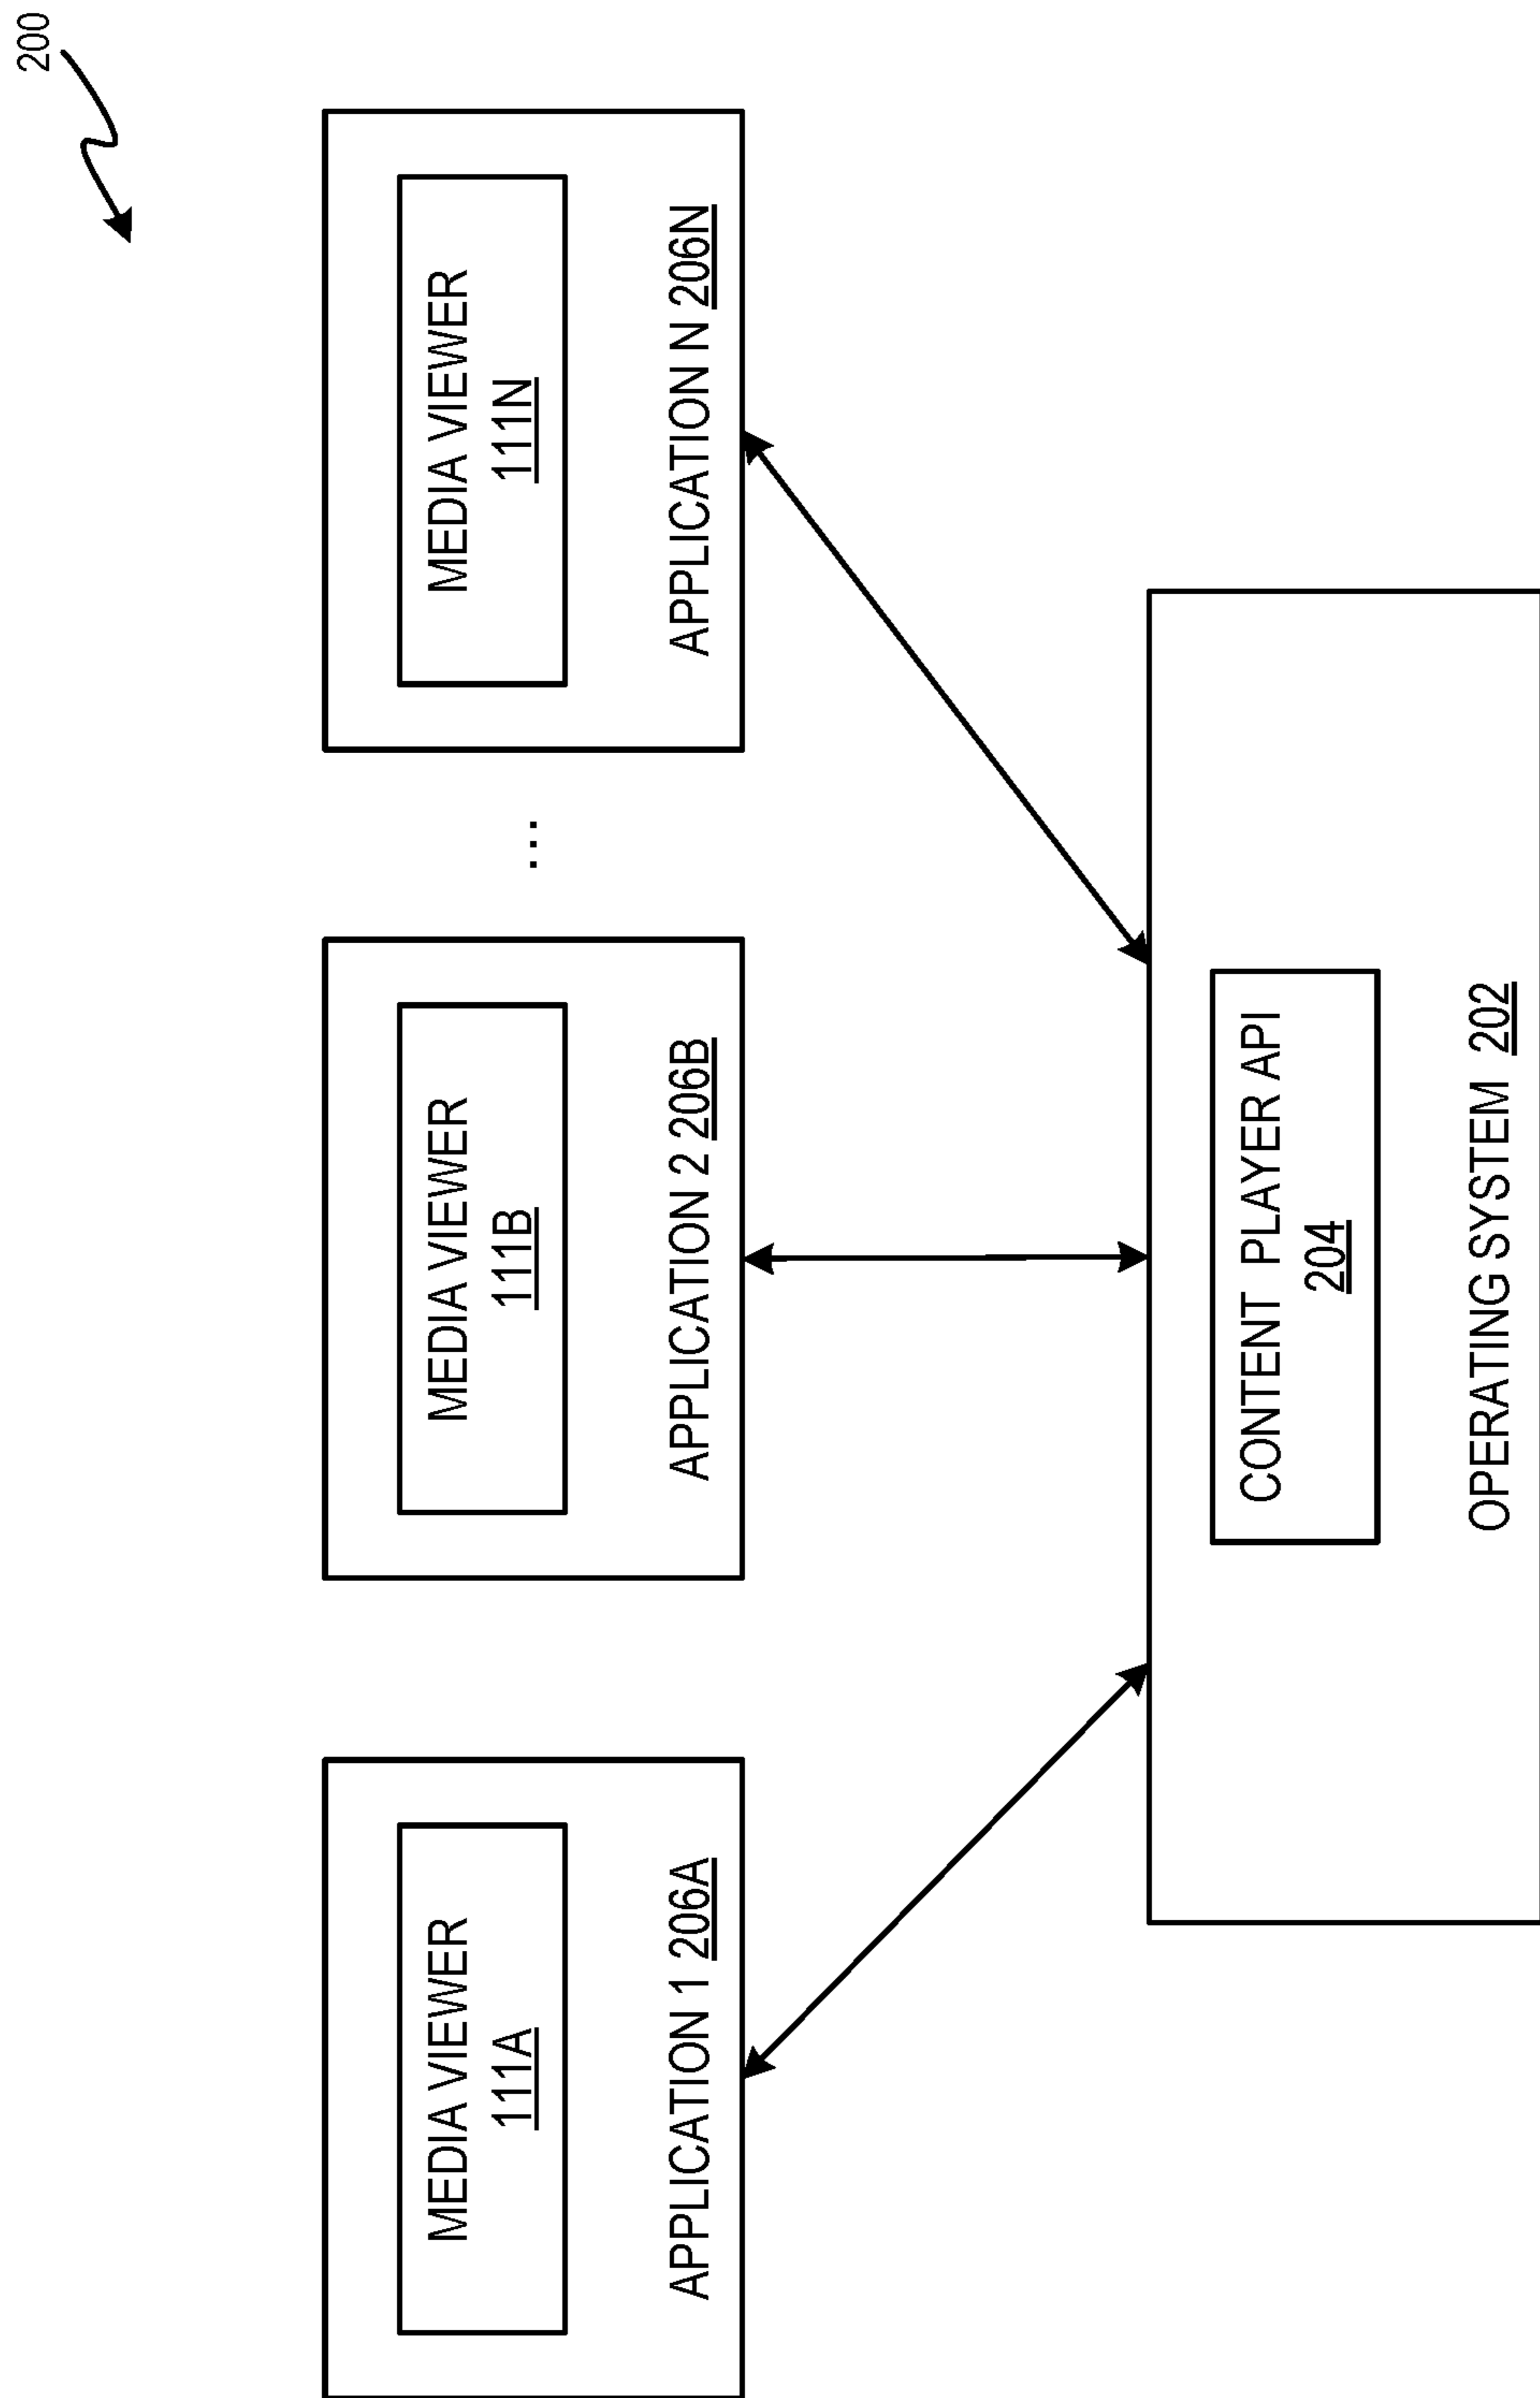 200
MEDIA VIEWER
111A
APPLICATION 1 206A
MEDIA VIEWER
111B
APPLICATION 2 206B
...
MEDIA VIEWER
111N
APPLICATION N 206N
CONTENT PLAYER API
204
OPERATING SYSTEM 202